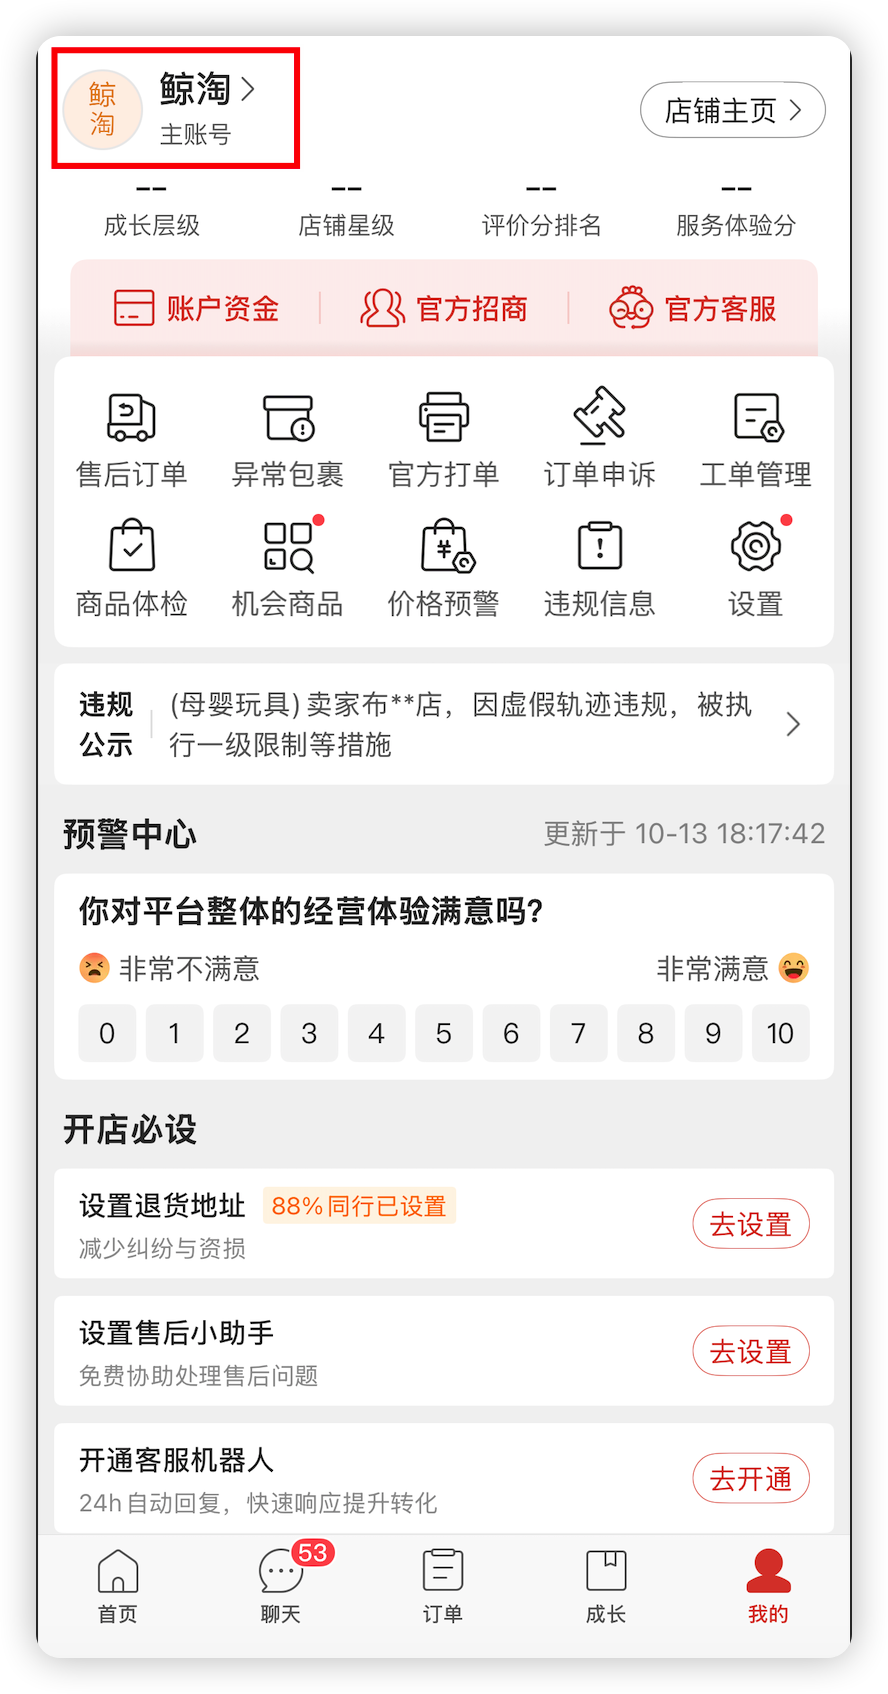 鲸淘
鲸淘
主账号
店铺主页
-- -- -- --
成长层级 店铺星级 评价分排名 服务体验分
账户资金 官方招商 官方客服
售后订单 异常包裹 官方打单 订单申诉 工单管理
商品体检 机会商品 价格预警 违规信息 设置
违规公示
(母婴玩具)卖家布**店，因虚假轨迹违规，被执
行一级限制等措施
预警中心 更新于 10-13 18:17:42
你对平台整体的经营体验满意吗？
非常不满意 非常满意
0 1 2 3 4 5 6 7 8 9 10
开店必设
设置退货地址 88%同行已设置
减少纠纷与资损
去设置
设置售后小助手
免费协助处理售后问题
去设置
开通客服机器人
24h自动回复，快速响应提升转化
去开通
53
首页 聊天 订单 成长 我的